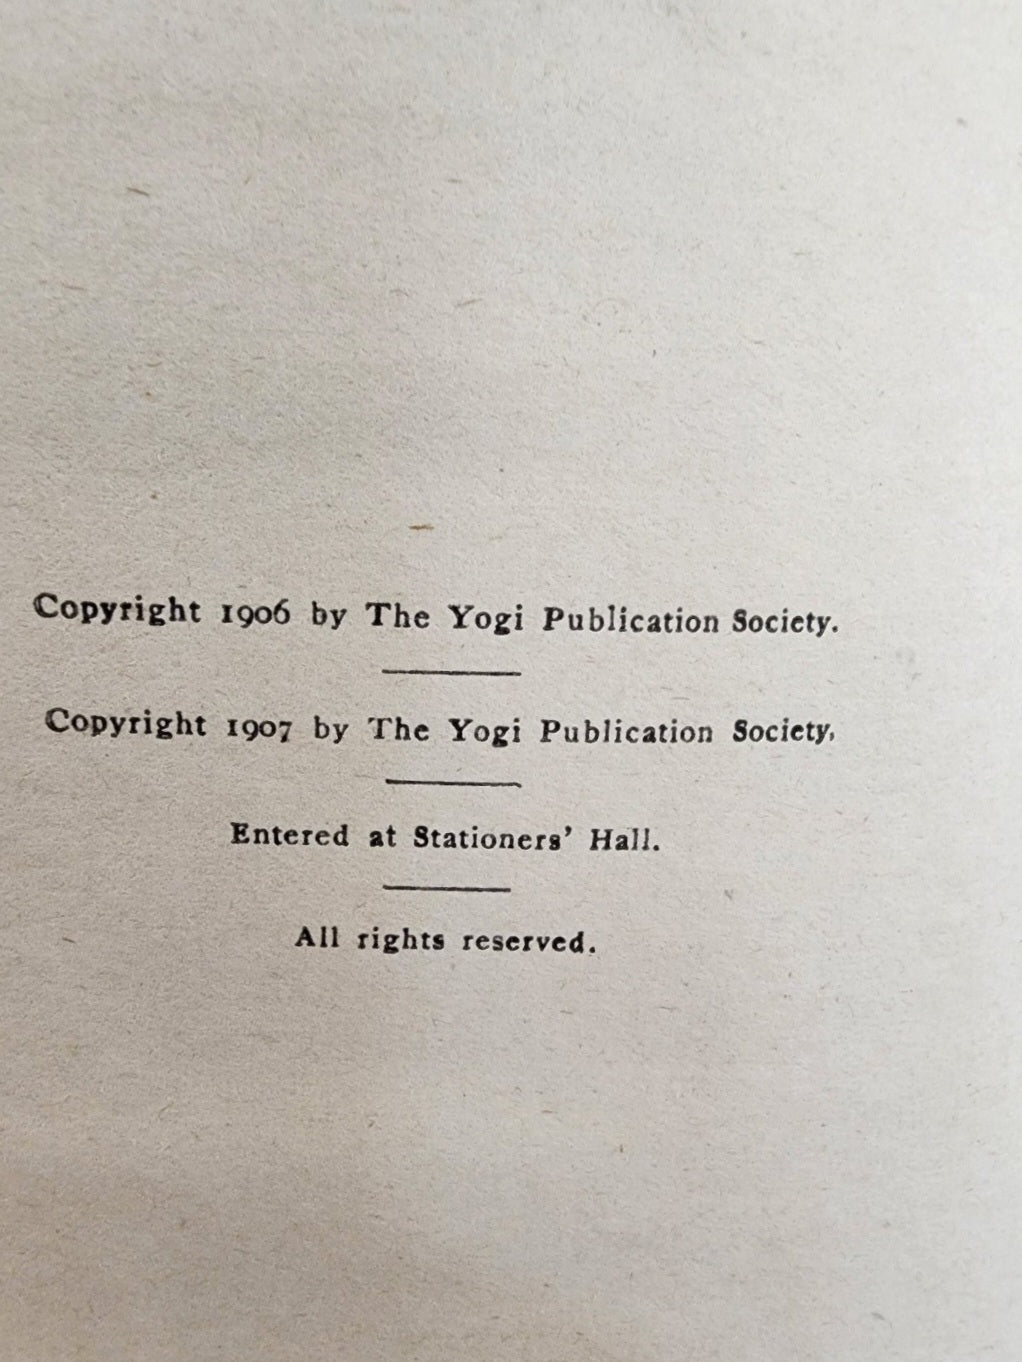 Copyright 1906 by The Yogi Publication Society.
Copyright 1907 by The Yogi Publication Society.
Entered at Stationers' Hall.
All rights reserved.